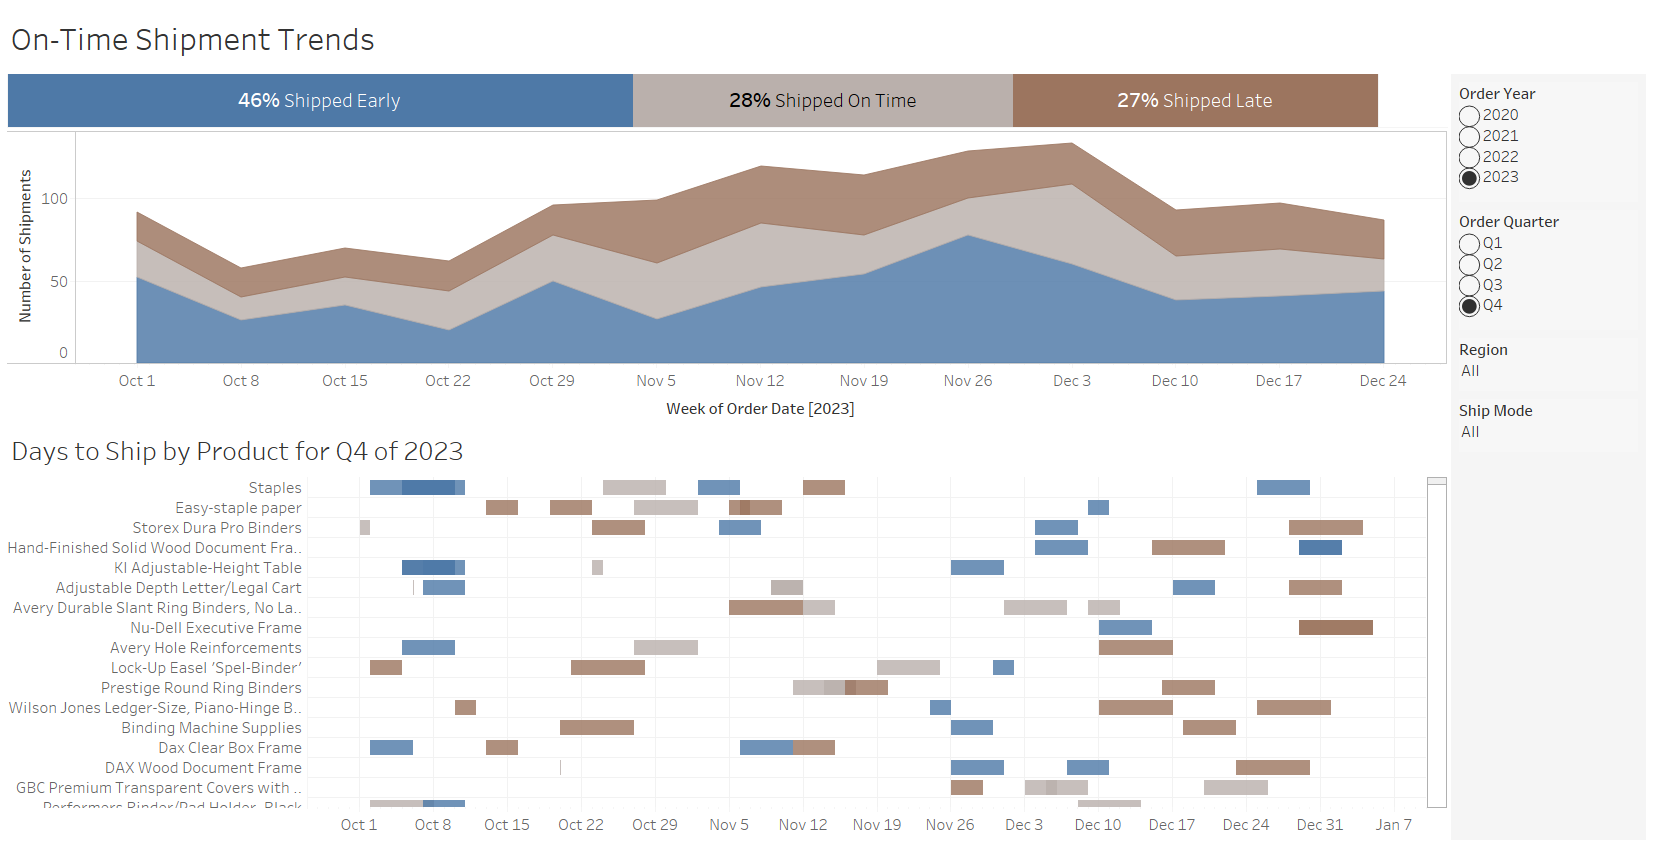 On-Time Shipment Trends
46% Shipped Early 28% Shipped On Time 27% Shipped Late
Number of Shipments
100
50
0
Oct 1 Oct 8 Oct 15 Oct 22 Oct 29 Nov 5 Nov 12 Nov 19 Nov 26 Dec 3 Dec 10 Dec 17 Dec 24
Week of Order Date [2023]
Order Year
2020
2021
2022
2023
Order Quarter
Q1
Q2
Q3
Q4
Region
All
Ship Mode
All
Days to Ship by Product for Q4 of 2023
Staples
Easy-staple paper
Storex Dura Pro Binders
Hand-Finished Solid Wood Document Fra..
KI Adjustable-Height Table
Adjustable Depth Letter/Legal Cart
Avery Durable Slant Ring Binders, No La..
Nu-Dell Executive Frame
Avery Hole Reinforcements
Lock-Up Easel 'Spel-Binder'
Prestige Round Ring Binders
Wilson Jones Ledger-Size, Piano-Hinge B..
Binding Machine Supplies
Dax Clear Box Frame
DAX Wood Document Frame
GBC Premium Transparent Covers with ..
Performers Binder/Pad Holder, Black
Oct 1 Oct 8 Oct 15 Oct 22 Oct 29 Nov 5 Nov 12 Nov 19 Nov 26 Dec 3 Dec 10 Dec 17 Dec 24 Dec 31 Jan 7